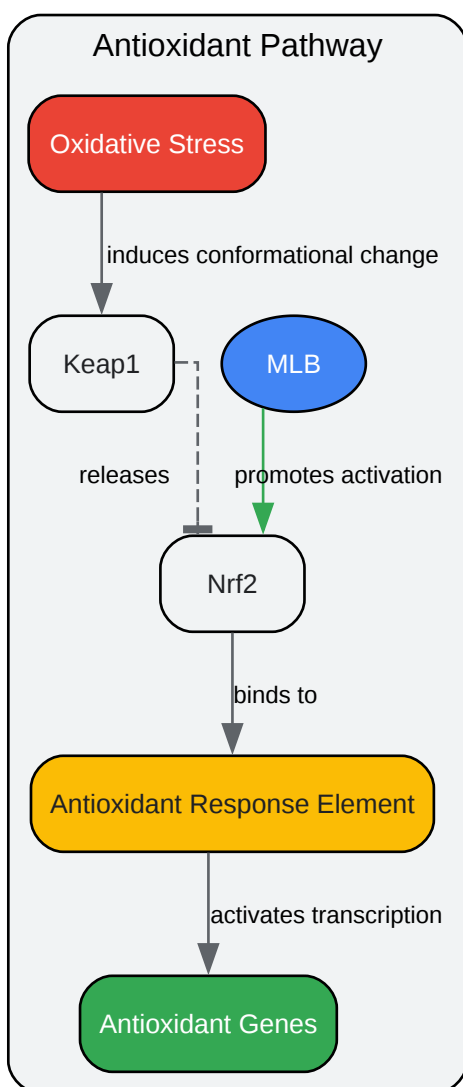 Antioxidant Pathway
Oxidative Stress
induces conformational change
Keap1
MLB
releases
promotes activation
Nrf2
binds to
Antioxidant Response Element
activates transcription
Antioxidant Genes